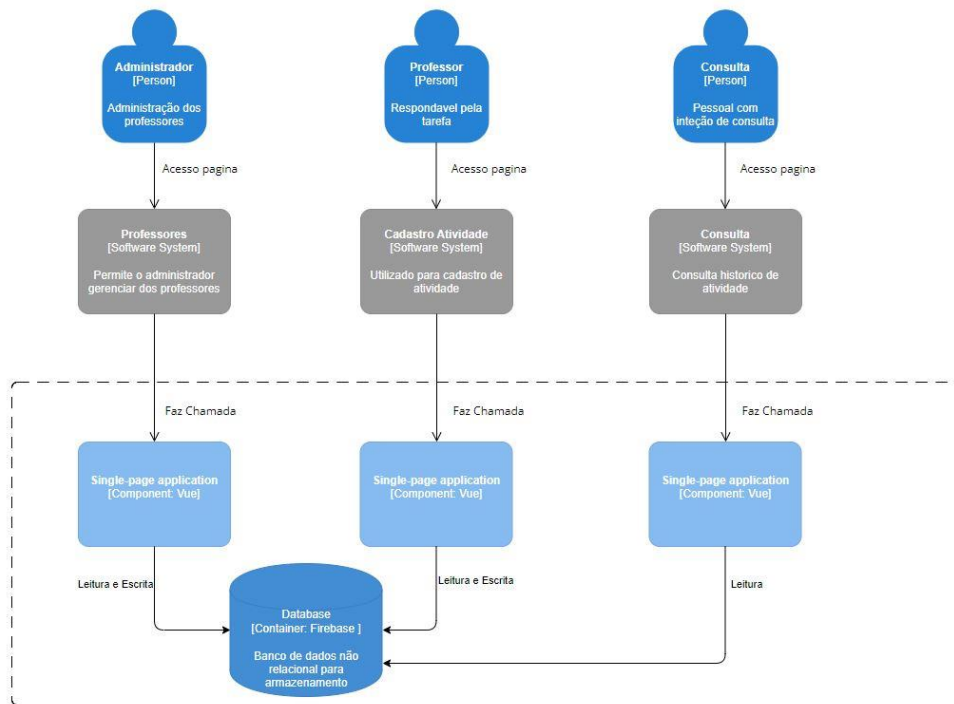 Administrador
[Person]
Administração dos
professores
Professor
[Person]
Respondavel pela
tarefa
Consulta
[Person]
Pessoal com
inteção de consulta
Acesso pagina
Acesso pagina
Acesso pagina
Professores
[Software System]
Permite o administrador
gerenciar dos professores
Cadastro Atividade
[Software System]
Utilizado para cadastro de
atividade
Consulta
[Software System]
Consulta historico de
atividade
Faz Chamada
Faz Chamada
Faz Chamada
Single-page application
[Component: Vue]
Single-page application
[Component: Vue]
Single-page application
[Component: Vue]
Leitura e Escrita
Leitura e Escrita
Leitura
Database
[Container: Firebase ]
Banco de dados não
relacional para
armazenamento